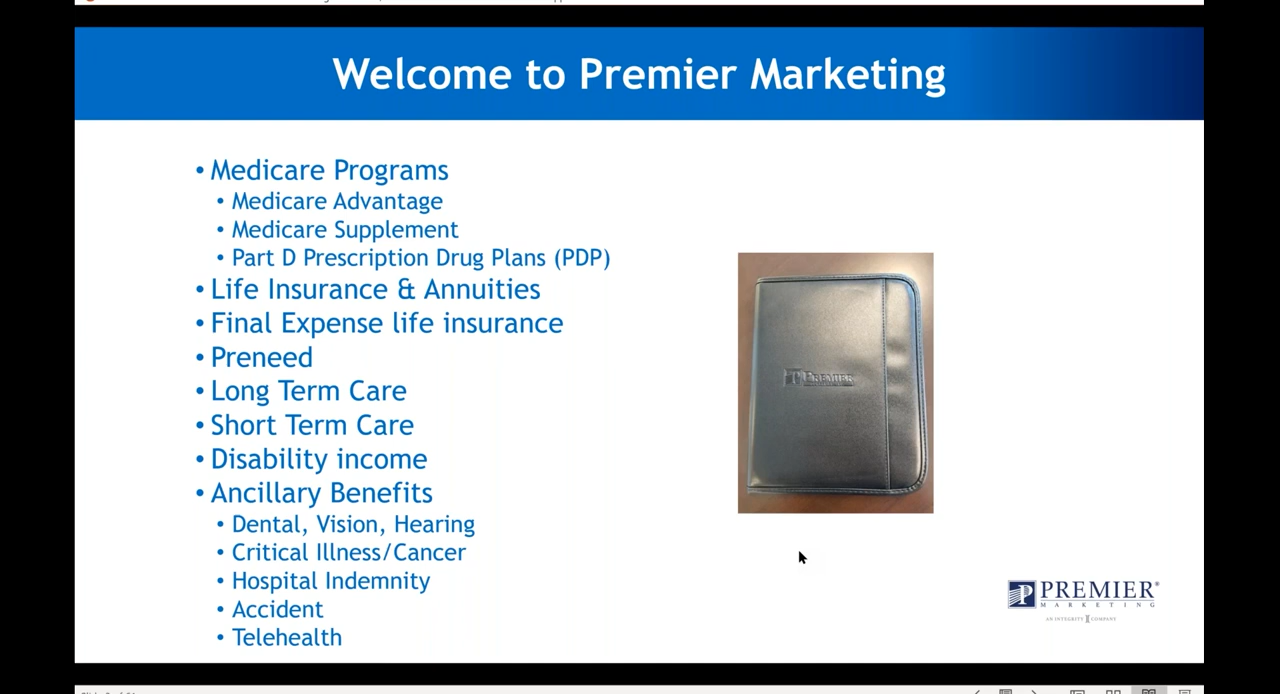 Welcome to Premier Marketing
• Medicare Programs
• Medicare Advantage
• Medicare Supplement
• Part D Prescription Drug Plans (PDP)
• Life Insurance & Annuities
• Final Expense life insurance
• Preneed
• Long Term Care
• Short Term Care
• Disability income
• Ancillary Benefits
• Dental, Vision, Hearing
• Critical Illness/Cancer
• Hospital Indemnity
• Accident
• Telehealth
PREMIER
PREMIER®
MARKETING
AN INTEGRITY COMPANY